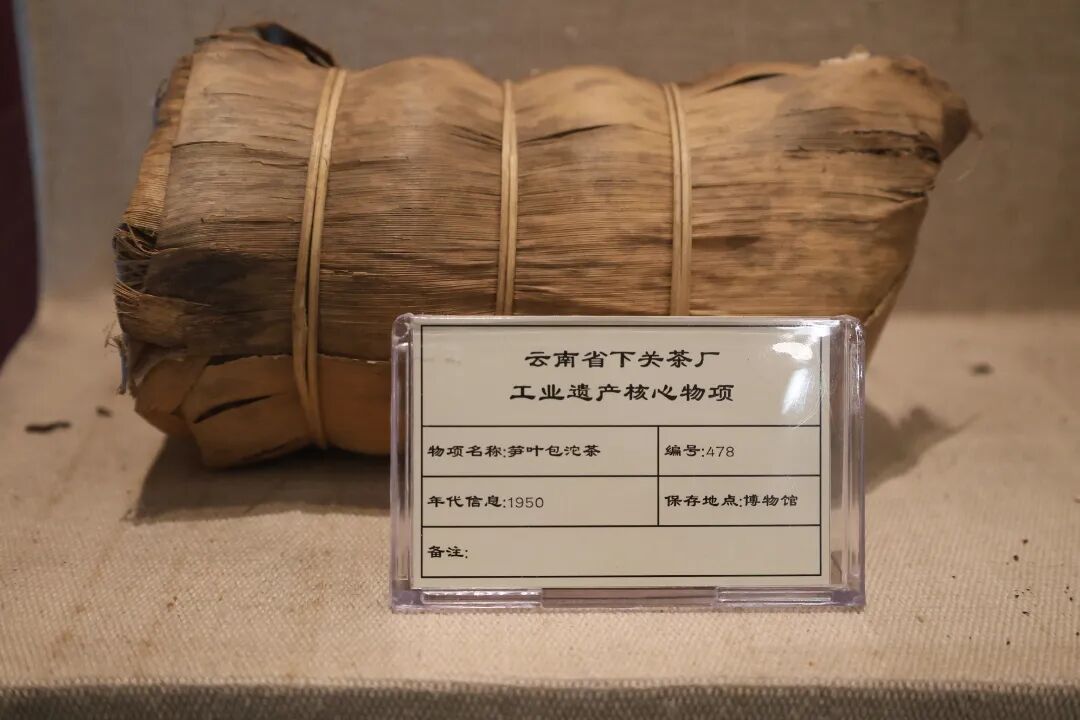 云南省下关茶厂
工业遗产核心物项
物项名称:笋叶包沱茶
编号:478
年代信息:1950
保存地点:博物馆
备注: